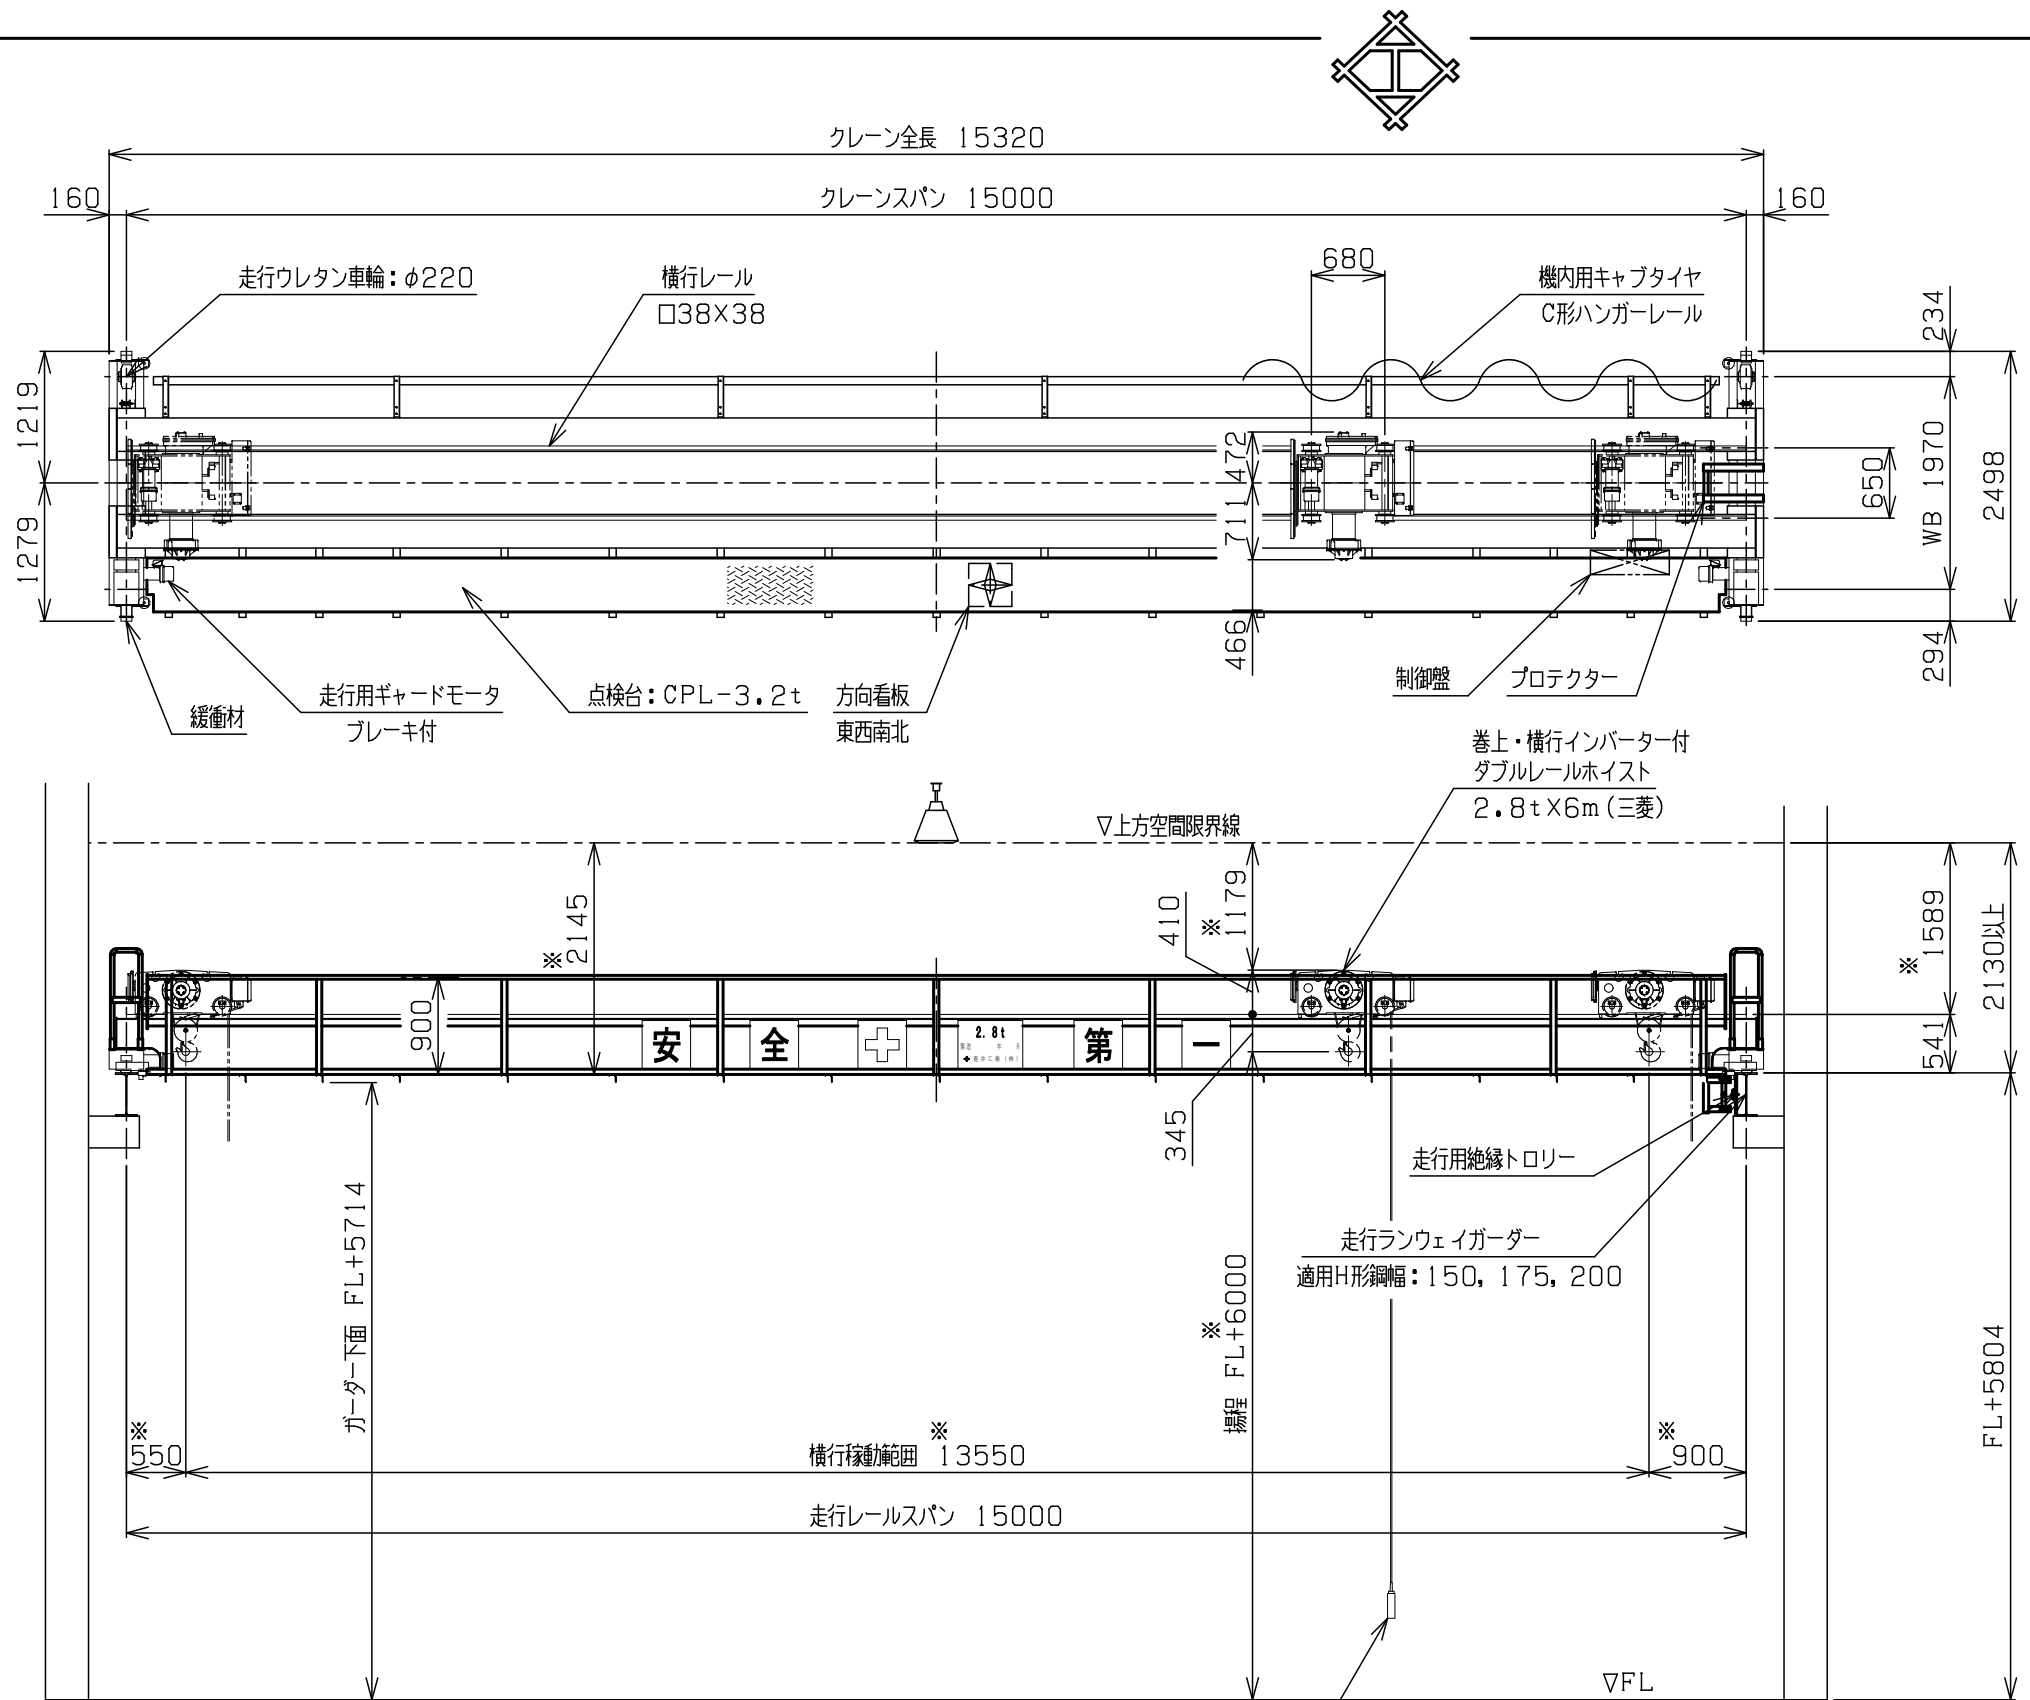 クレーン全長 15320
160
クレーンスパン 15000
160
走行ウレタン車輪：φ220
横行レール
□38×38
680
機内用キャブタイヤ
C形ハンガーレール
234
1219
1279
472
711
466
650
WB 1970
2498
294
緩衝材
走行用ギャードモータ
ブレーキ付
点検台：CPL-3.2t
方向看板
東西南北
制御盤
プロテクター
巻上・横行インバーター付
ダブルレールホイスト
2.8t×6m(三菱)
▽上方空間限界線
※2145
410
※1179
※1589
2130以上
541
900
安 全 第 一
2.8t
345
走行用絶縁トロリー
走行ランウェイガーダー
適用H形鋼幅：150, 175, 200
ガーダー下面 FL+5714
※揚程 FL+6000
FL+5804
※550
横行稼動範囲 ※13550
※900
走行レールスパン 15000
▽FL